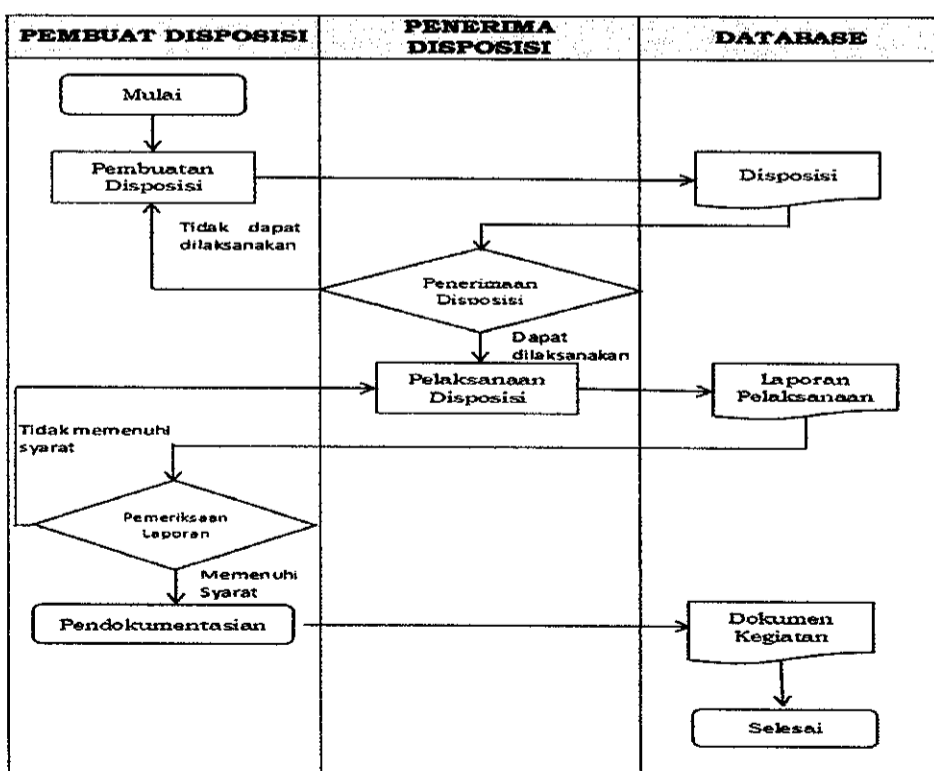 PEMBUAT DISPOSISI
PENERIMA
DISPOSISI
DATABASE
Mulai
Pembuatan
Disposisi
Disposisi
Tidak dapat
dilaksanakan
Penerimaan
Disposisi
Dapat
dilaksanakan
Pelaksanaan
Disposisi
Laporan
Pelaksanaan
Tidak memenuhi
syarat
Pemeriksaan
Laporan
Memenuhi
Syarat
Pendokumentasian
Dokumen
Kegiatan
Selesai